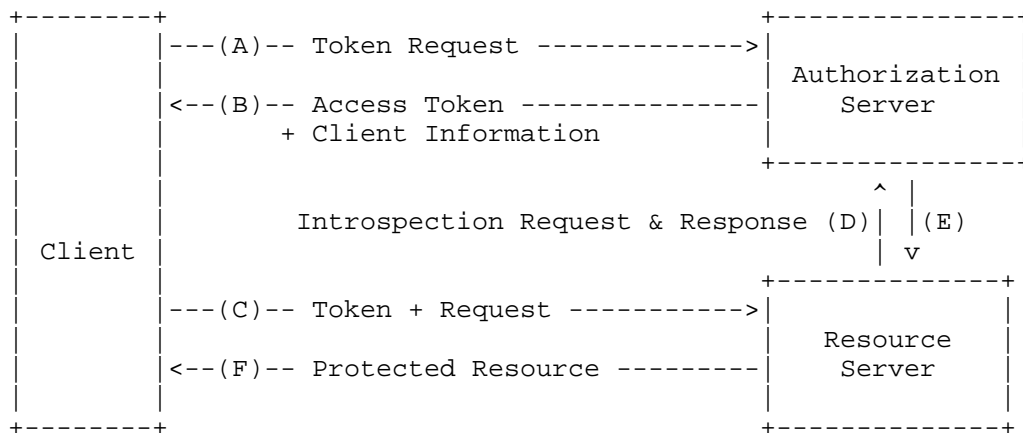 ---(A)-- Token Request ------------->
Authorization
<--(B)-- Access Token ---------------
Server
+ Client Information
Introspection Request & Response (D)
(E)
Client
---(C)-- Token + Request ----------->
Resource
<--(F)-- Protected Resource ---------
Server